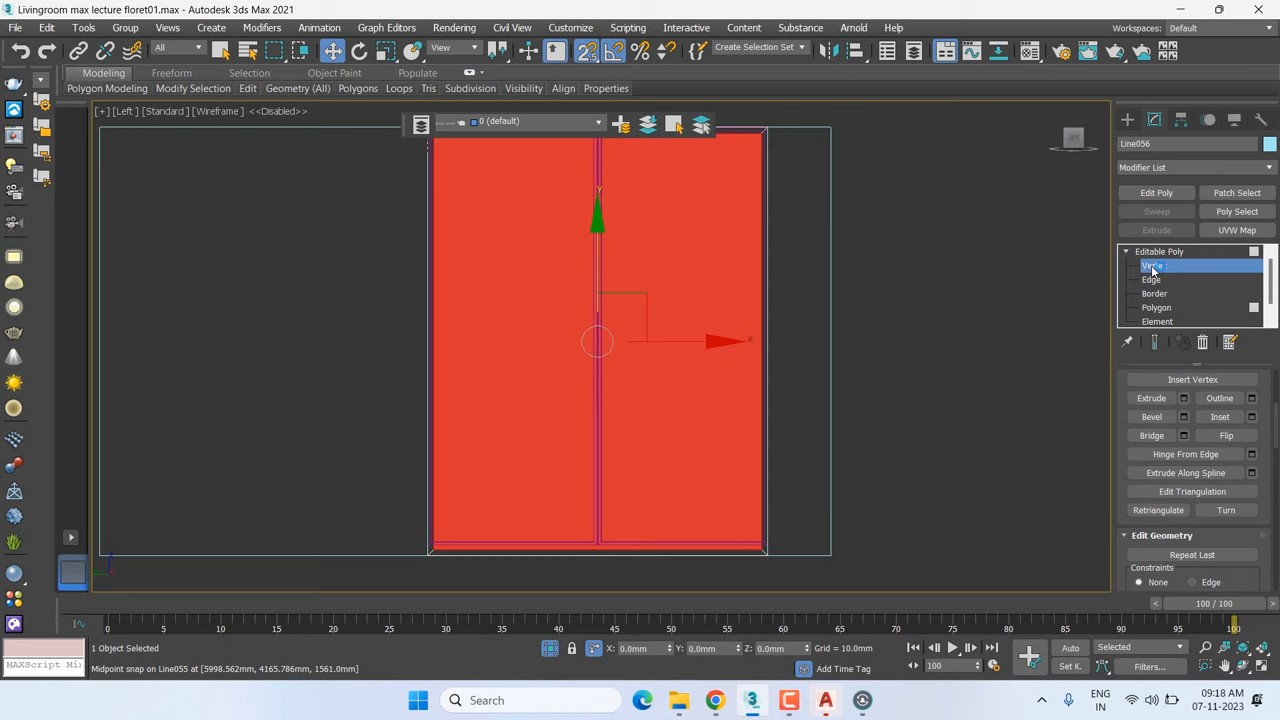 Livingroom max lecture floret01.max - Autodesk 3ds Max 2021
File Edit Tools Group Views Create Modifiers Animation Graph Editors Rendering Civil View Customize Scripting Interactive Content Substance Arnold Help
Workspaces: Default
All
View
Create Selection Set
Modeling Freeform Selection Object Paint Populate
Polygon Modeling Modify Selection Edit Geometry (All) Polygons Loops Tris Subdivision Visibility Align Properties
[+] [Left ] [Standard ] [Wireframe ] <<Disabled>>
0 (default)
Line056
Modifier List
Edit Poly Patch Select
Sweep Poly Select
Extrude UVW Map
Editable Poly
Edge
Border
Polygon
Element
Insert Vertex
Extrude Outline
Bevel Inset
Bridge Flip
Hinge From Edge
Extrude Along Spline
Edit Triangulation
Retriangulate Turn
Edit Geometry
Repeat Last
Constraints
None Edge
y
x
100 / 100
0 5 10 15 20 25 30 35 40 45 50 55 60 65 70 75 80 85 90 95 100
1 Object Selected
X: 0.0mm Y: 0.0mm Z: 0.0mm Grid = 10.0mm
Auto Selected
MAXScript Mi
Midpoint snap on Line055 at [5998.562mm, 4165.786mm, 1561.0mm]
Add Time Tag
Set K. Filters...
100
Search
ENG
IN
09:18 AM
07-11-2023